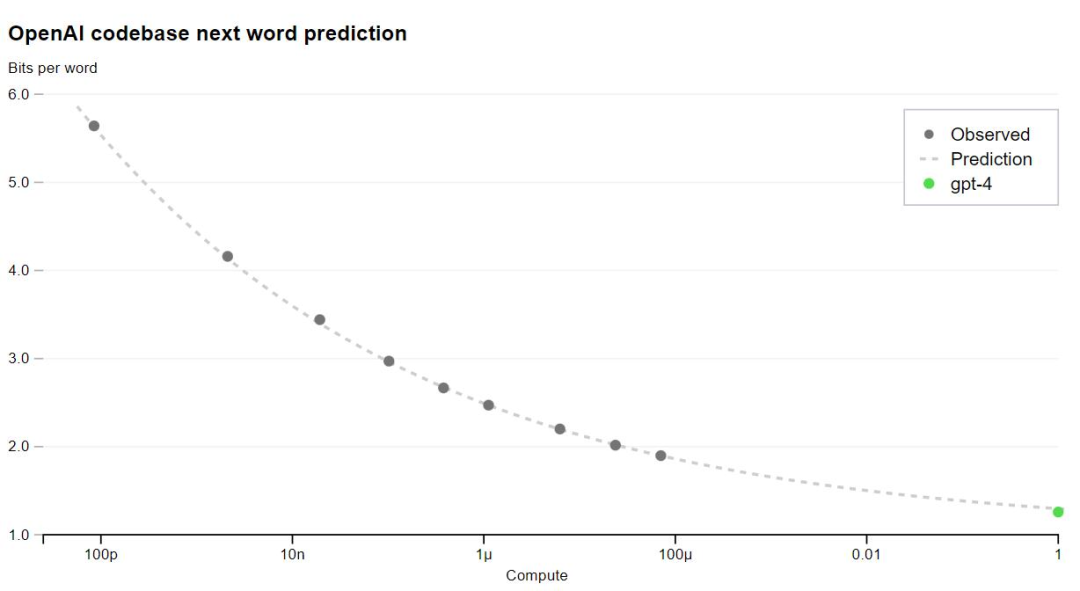 OpenAI codebase next word prediction
Bits per word
6.0
5.0
4.0
3.0
2.0
1.0
Observed
Prediction
gpt-4
100p 10n 1µ 100µ 0.01 1
Compute